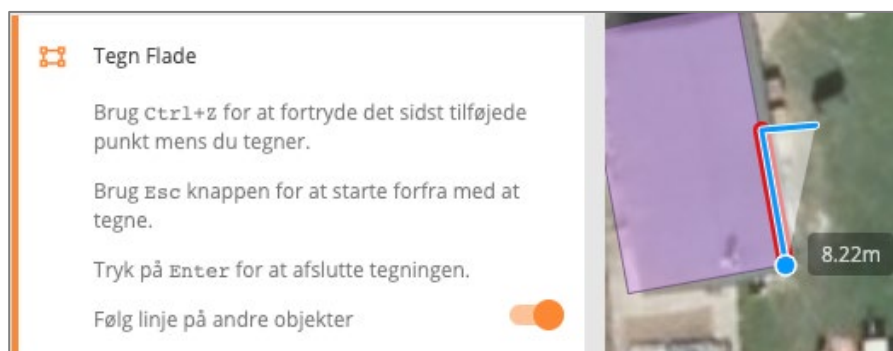 Tegn Flade
Brug Ctrl+Z for at fortryde det sidst tilføjede
punkt mens du tegner.
Brug Esc knappen for at starte forfra med at
tegne.
Tryk på Enter for at afslutte tegningen.
Følg linje på andre objekter
8.22m